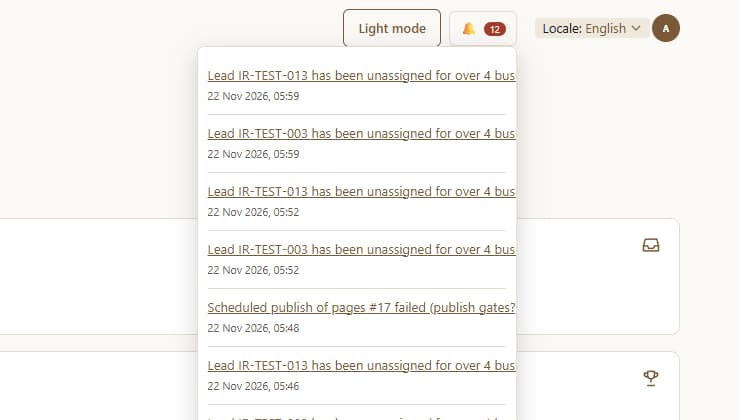 Light mode
12
Locale: English
A
Lead IR-TEST-013 has been unassigned for over 4 bus
22 Nov 2026, 05:59
Lead IR-TEST-003 has been unassigned for over 4 bus
22 Nov 2026, 05:59
Lead IR-TEST-013 has been unassigned for over 4 bus
22 Nov 2026, 05:52
Lead IR-TEST-003 has been unassigned for over 4 bus
22 Nov 2026, 05:52
Scheduled publish of pages #17 failed (publish gates?
22 Nov 2026, 05:48
Lead IR-TEST-013 has been unassigned for over 4 bus
22 Nov 2026, 05:46